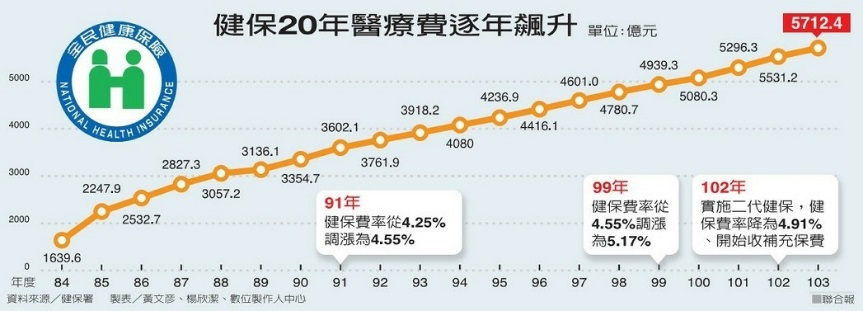 健保20年醫療費逐年飆升 單位:億元
全民健康保險
NATIONAL HEALTH INSURANCE
5000
4000
3000
2000
0
1639.6
2247.9
2532.7
2827.3
3057.2
3136.1
3354.7
3602.1
3761.9
3918.2
4080
4236.9
4416.1
4601.0
4780.7
4939.3
5080.3
5296.3
5531.2
5712.4
91年
健保費率從4.25%
調漲為4.55%
99年
健保費率從
4.55%調漲
為5.17%
102年
實施二代健保,健
保費率降為4.91%
、開始收補充保費
年度 84 85 86 87 88 89 90 91 92 93 94 95 96 97 98 99 100 101 102 103
資料來源/健保署 製表/黃文彥、楊欣潔、數位製作人中心
聯合報